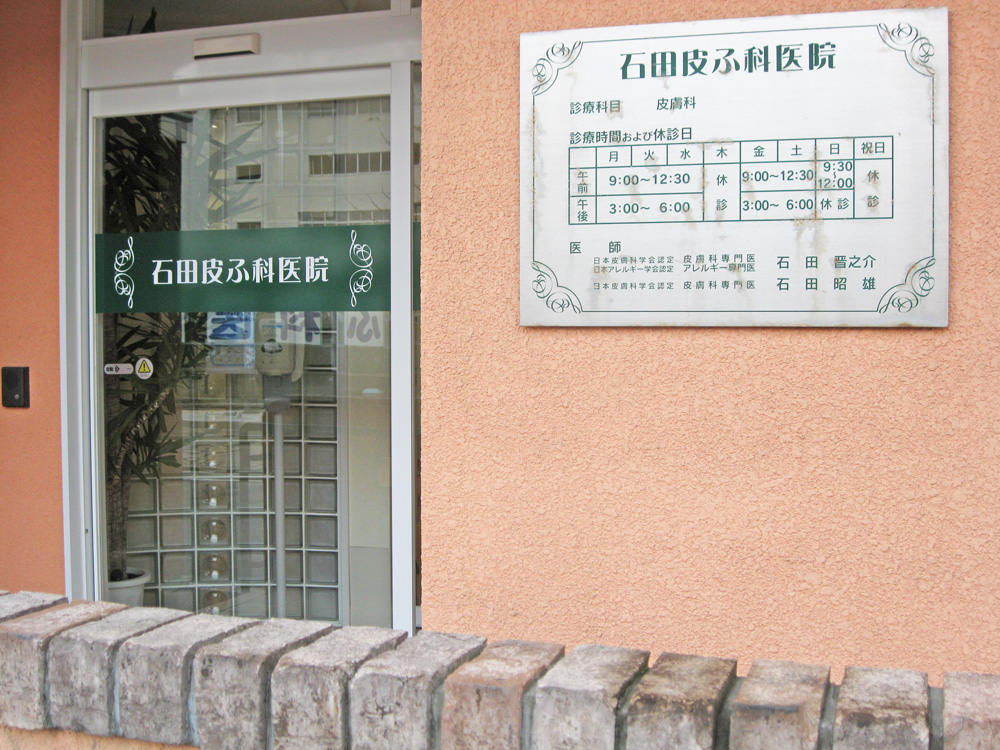 石田皮ふ科医院
石田皮ふ科医院
診療科目 皮膚科
診療時間および休診日
月 火 水 木 金 土 日 祝日
午前 9:00〜12:30 休診 9:00〜12:30 9:30〜12:00 休診
午後 3:00〜 6:00 3:00〜 6:00 休診
医師
日本皮膚科学会認定 皮膚科専門医 石田 晋之介
日本アレルギー学会認定 アレルギー専門医
日本皮膚科学会認定 皮膚科専門医 石田 昭雄